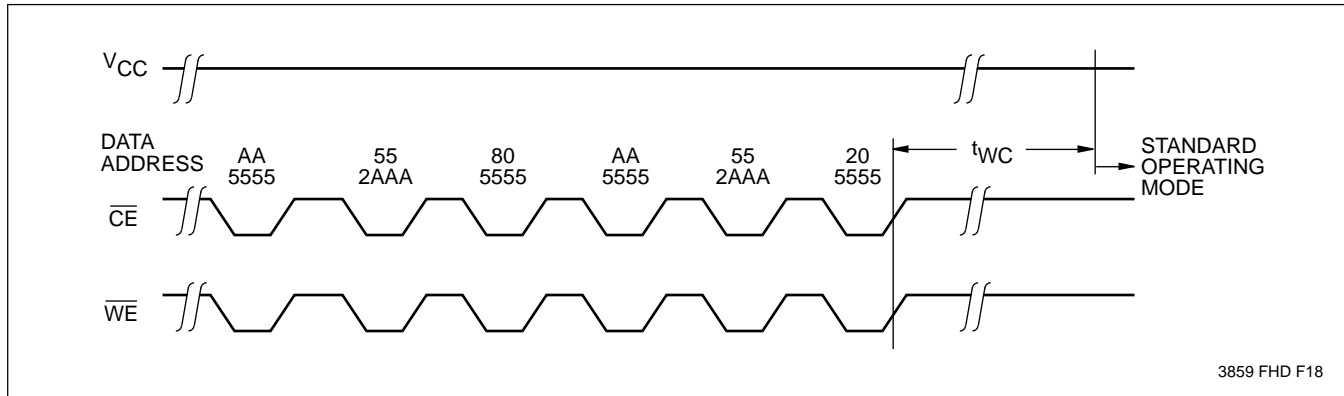 VCC
DATA
ADDRESS
AA 55 80 AA 55 20
5555 2AAA 5555 5555 2AAA 5555
tWC
STANDARD
OPERATING
MODE
CE
WE
3859 FHD F18